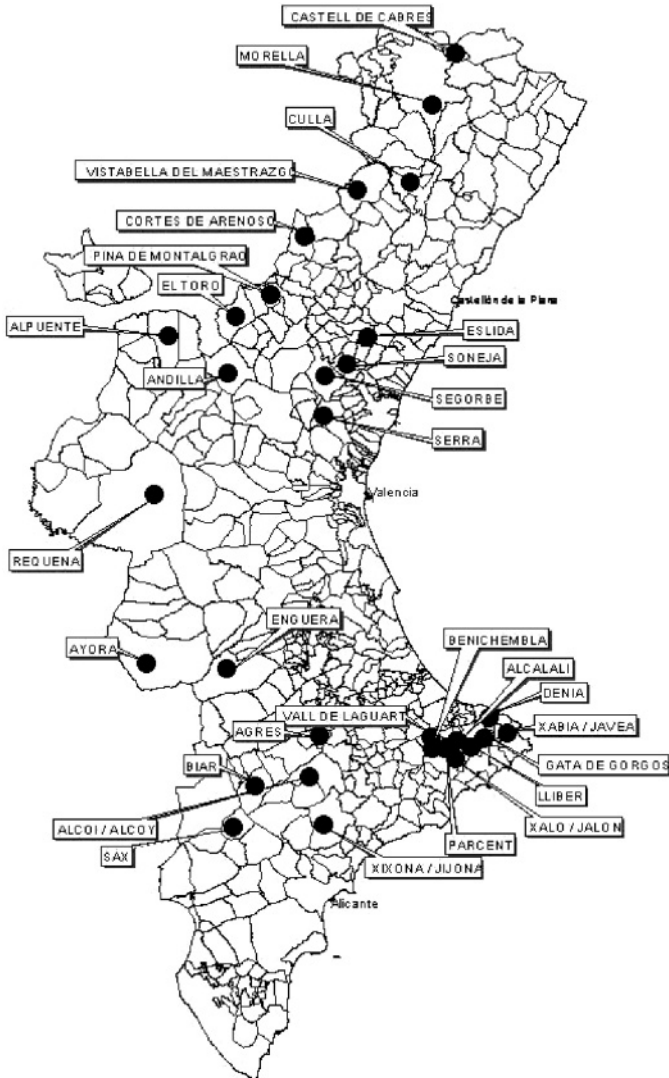 CASTELL DE CABRES
MORELLA
CULLA
VISTABELLA DEL MAESTRAZGO
CORTES DE ARENOSO
PINA DE MONTALGRAO
EL TORO
Castellón de la Plana
ALPUENTE
ESLIDA
SONEJA
ANDILLA
SEGORBE
SERRA
Valencia
REQUENA
ENGUERA
BENICHEMBLA
AYORA
ALCALALI
DENIA
VALL DE LAGUART
XABIA / JAVEA
AGRES
GATA DE GORGOS
BIAR
LLIBER
ALCOI / ALCOY
XALO / JALON
SAX
PARCENT
XIXONA / JIJONA
Alicante